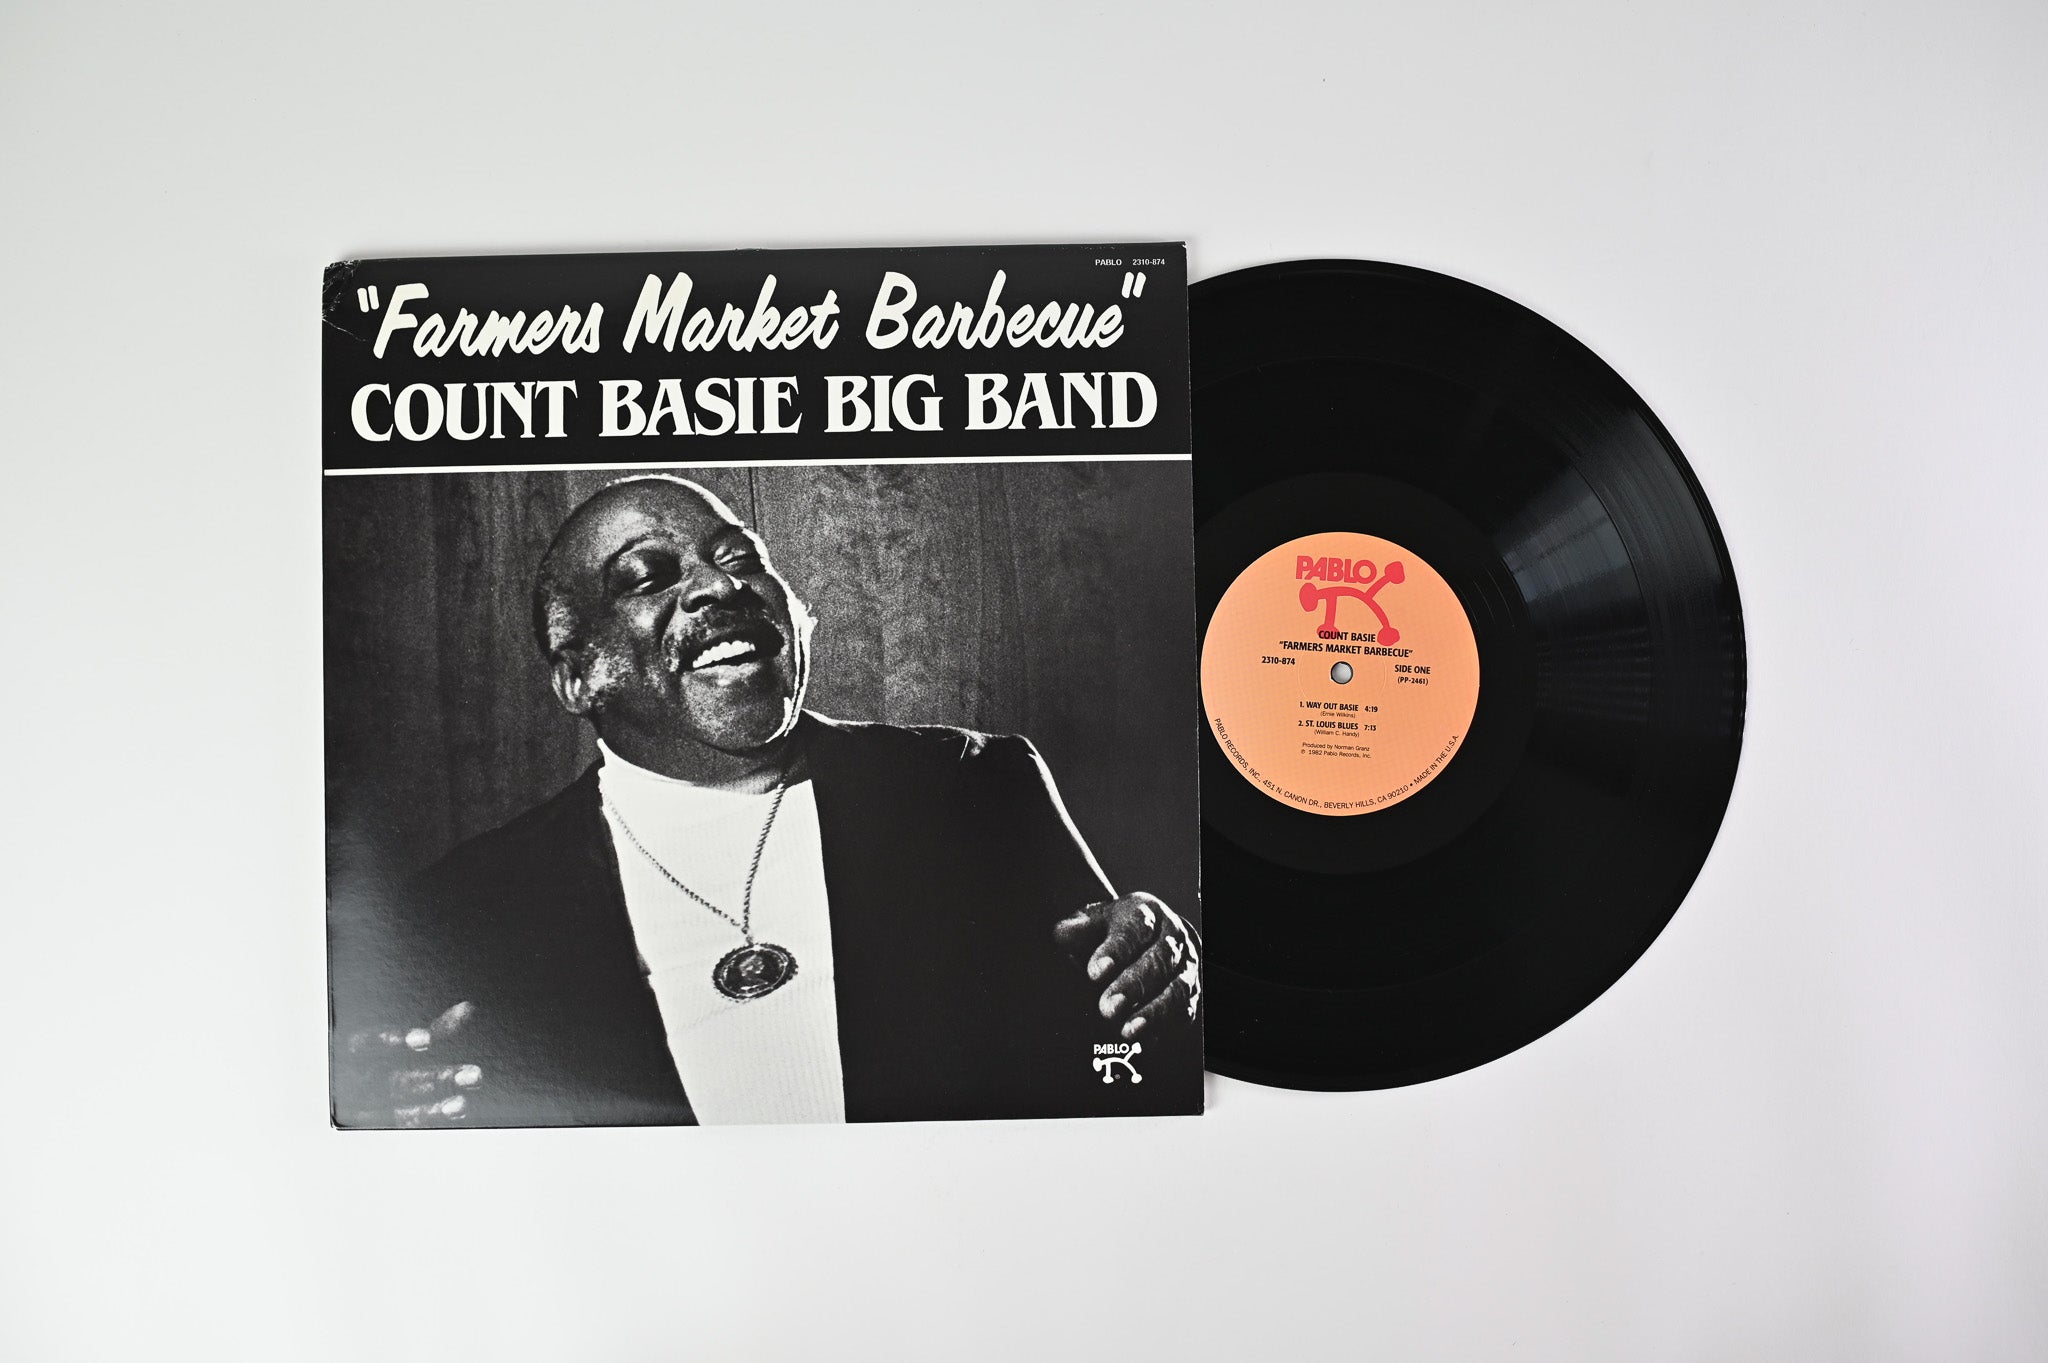 PABLO 2310-874
"Farmers Market Barbecue"
COUNT BASIE BIG BAND
PABLO
PABLO
COUNT BASIE
"FARMERS MARKET BARBECUE"
2310-874
SIDE ONE
(PP-2461)
1. WAY OUT BASIE 4:19
(Ernie Wilkins)
2. ST. LOUIS BLUES 7:13
(William C. Handy)
Produced by Norman Granz
℗ 1982 Pablo Records, Inc.
PABLO RECORDS, INC. 451 N. CANON DR., BEVERLY HILLS, CA 90210 • MADE IN THE U.S.A.